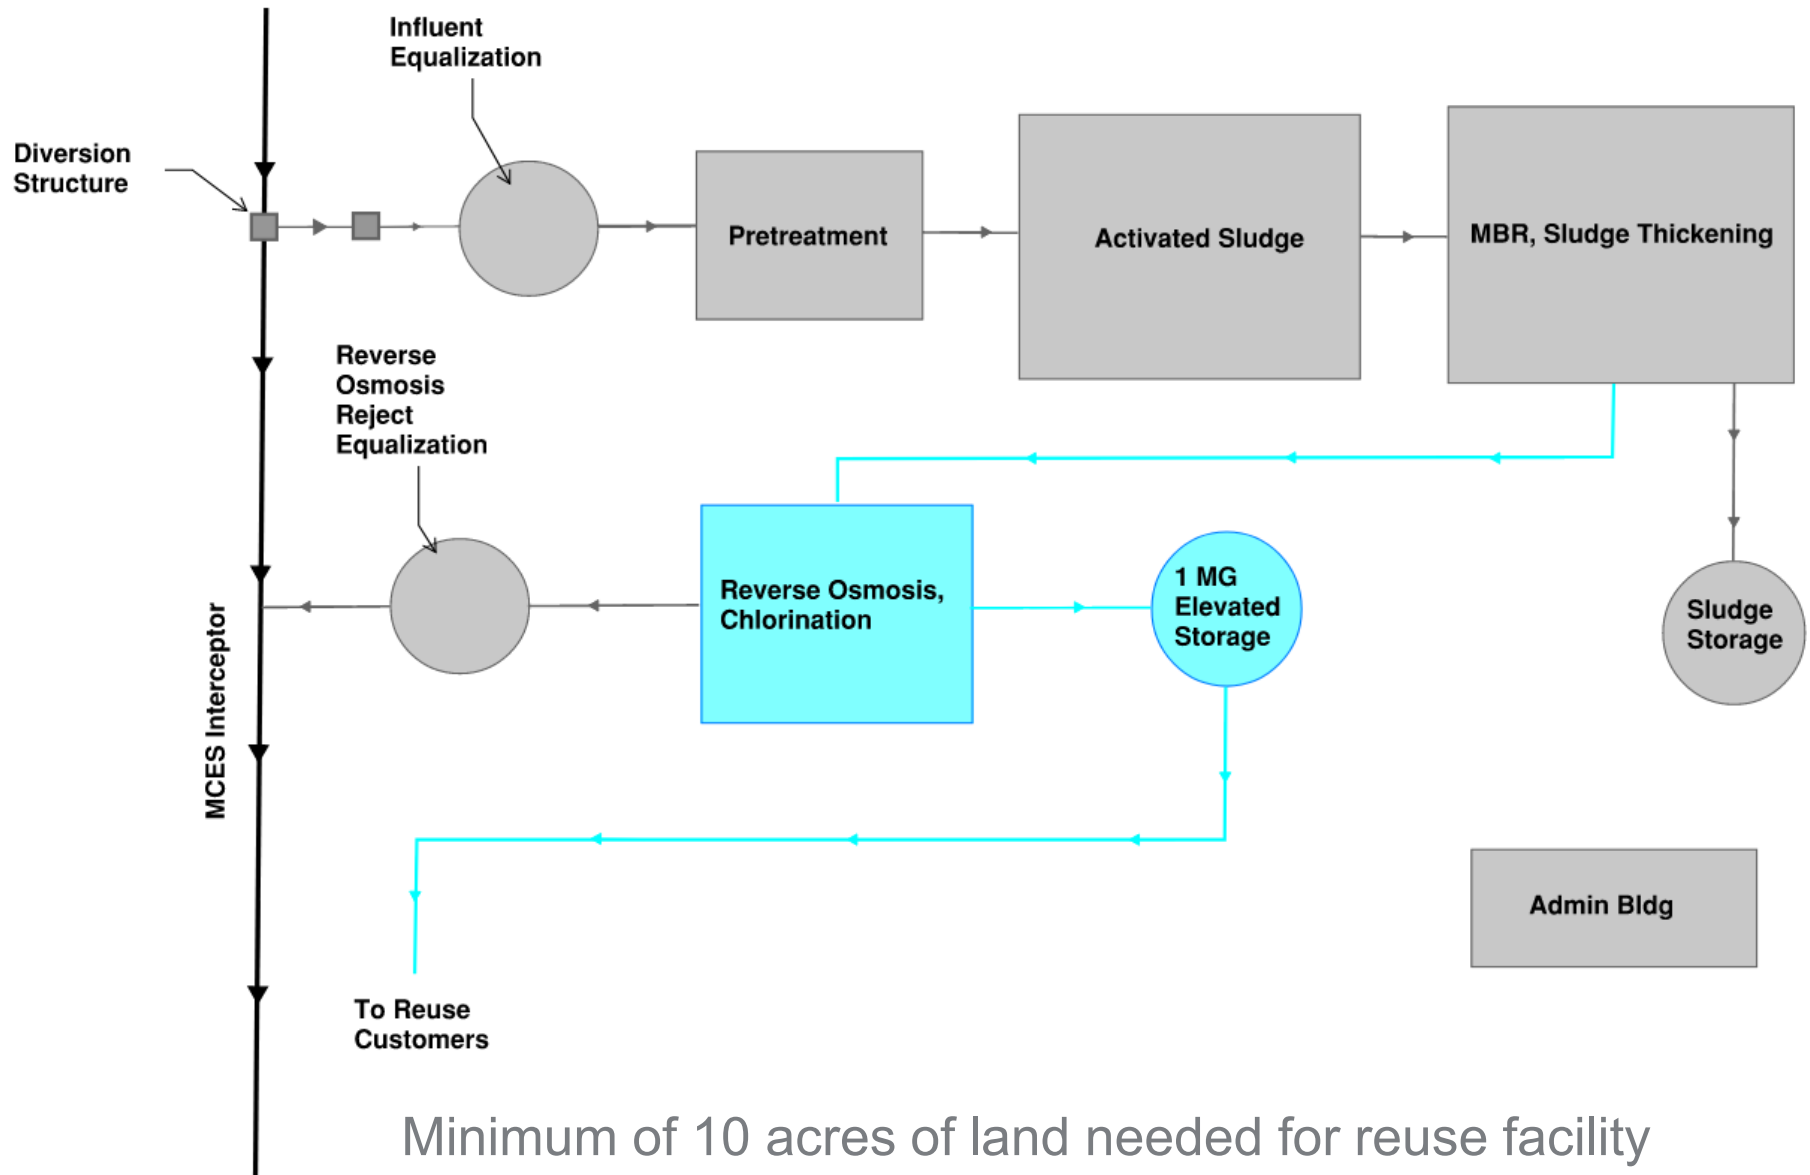 Influent
Equalization
Diversion
Structure
Pretreatment
Activated Sludge
MBR, Sludge Thickening
Reverse
Osmosis
Reject
Equalization
Reverse Osmosis,
Chlorination
1 MG
Elevated
Storage
Sludge
Storage
MCES Interceptor
Admin Bldg
To Reuse
Customers
Minimum of 10 acres of land needed for reuse facility